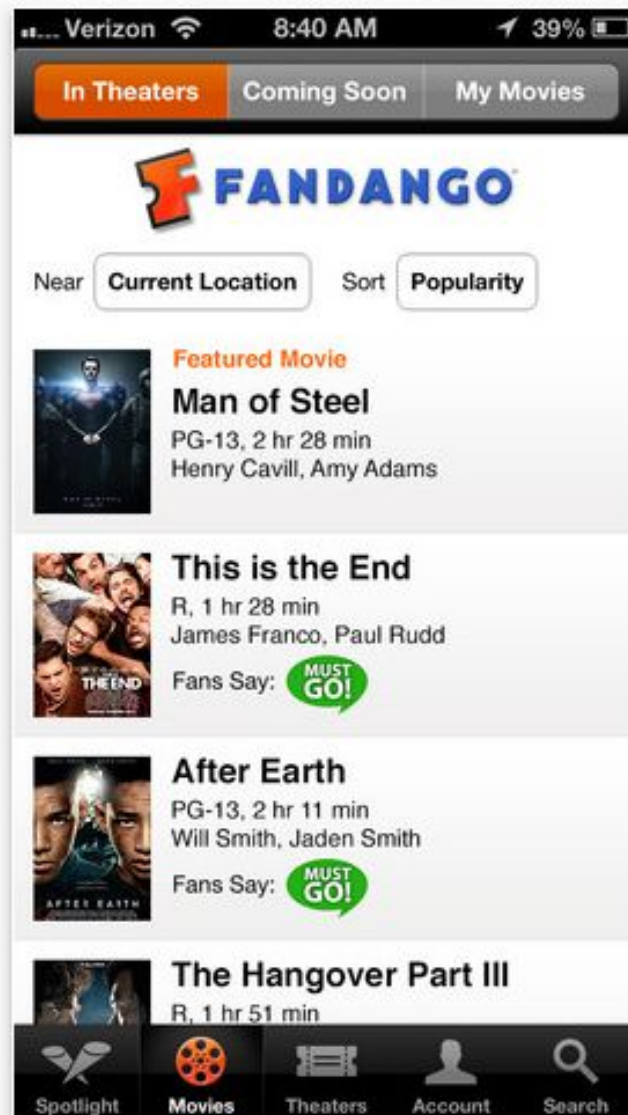 Verizon 8:40 AM 39%
In Theaters Coming Soon My Movies
FANDANGO
Near Current Location Sort Popularity
Featured Movie
Man of Steel
PG-13, 2 hr 28 min
Henry Cavill, Amy Adams
This is the End
R, 1 hr 28 min
James Franco, Paul Rudd
THE END
Fans Say: MUST GO!
After Earth
PG-13, 2 hr 11 min
Will Smith, Jaden Smith
Fans Say: MUST GO!
AFTER EARTH
The Hangover Part III
R, 1 hr 51 min
Spotlight Movies Theaters Account Search